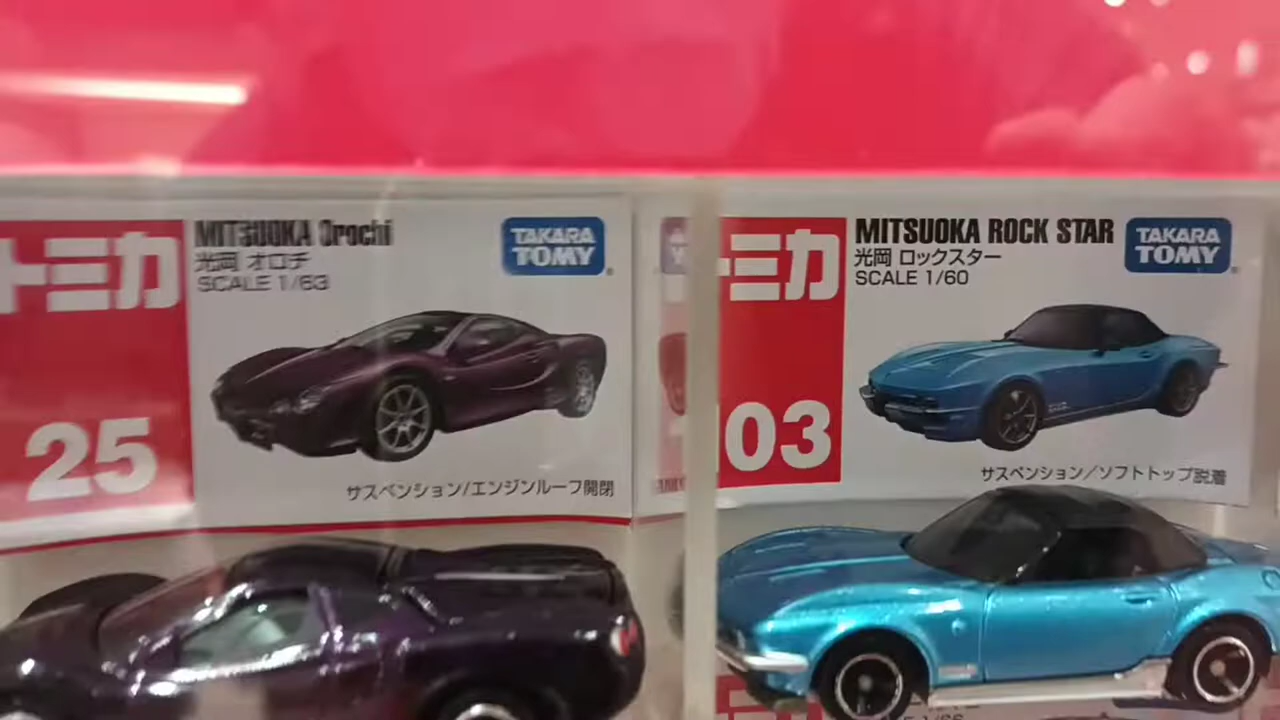 トミカ
25
MITSUOKA Orochi
光岡 オロチ
SCALE 1/63
TAKARA
TOMY
サスペンション/エンジンルーフ開閉
トミカ
03
MITSUOKA ROCK STAR
光岡 ロックスター
SCALE 1/60
TAKARA
TOMY
サスペンション/ソフトトップ脱着